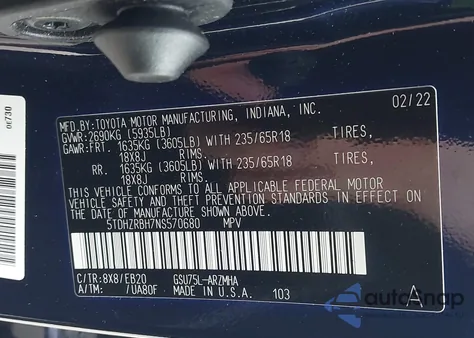 MFD.BY:TOYOTA MOTOR MANUFACTURING, INDIANA, INC.
GVWR:2690KG (5935LB) 02/22
GAWR:FRT. 1635KG (3605LB) WITH 235/65R18 TIRES,
18X8J RIMS.
RR. 1635KG (3605LB) WITH 235/65R18 TIRES,
18X8J RIMS.
THIS VEHICLE CONFORMS TO ALL APPLICABLE FEDERAL MOTOR
VEHICLE SAFETY AND THEFT PREVENTION STANDARDS
IN EFFECT ON THE DATE OF MANUFACTURE SHOWN ABOVE.
5TDHZRBH7NS570680 MPV
C/TR:8X8/EB20 GSU75L-ARZMHA
A/TM: /UA80F MADE IN U.S.A. 103 A
0E730
autoSnap